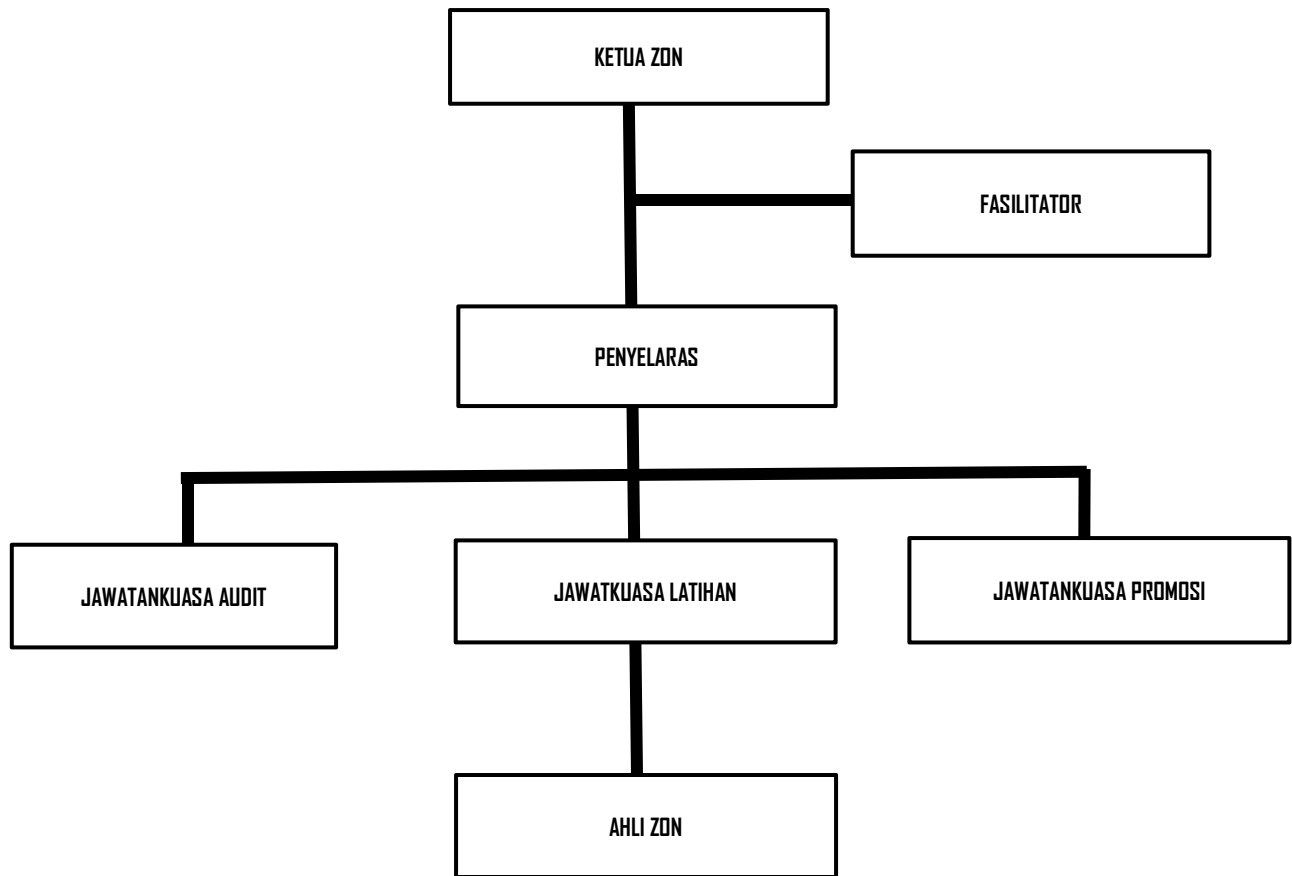 KETUA ZON
FASILITATOR
PENYELARAS
JAWATANKUASA AUDIT
JAWATKUASA LATIHAN
JAWATANKUASA PROMOSI
AHLI ZON